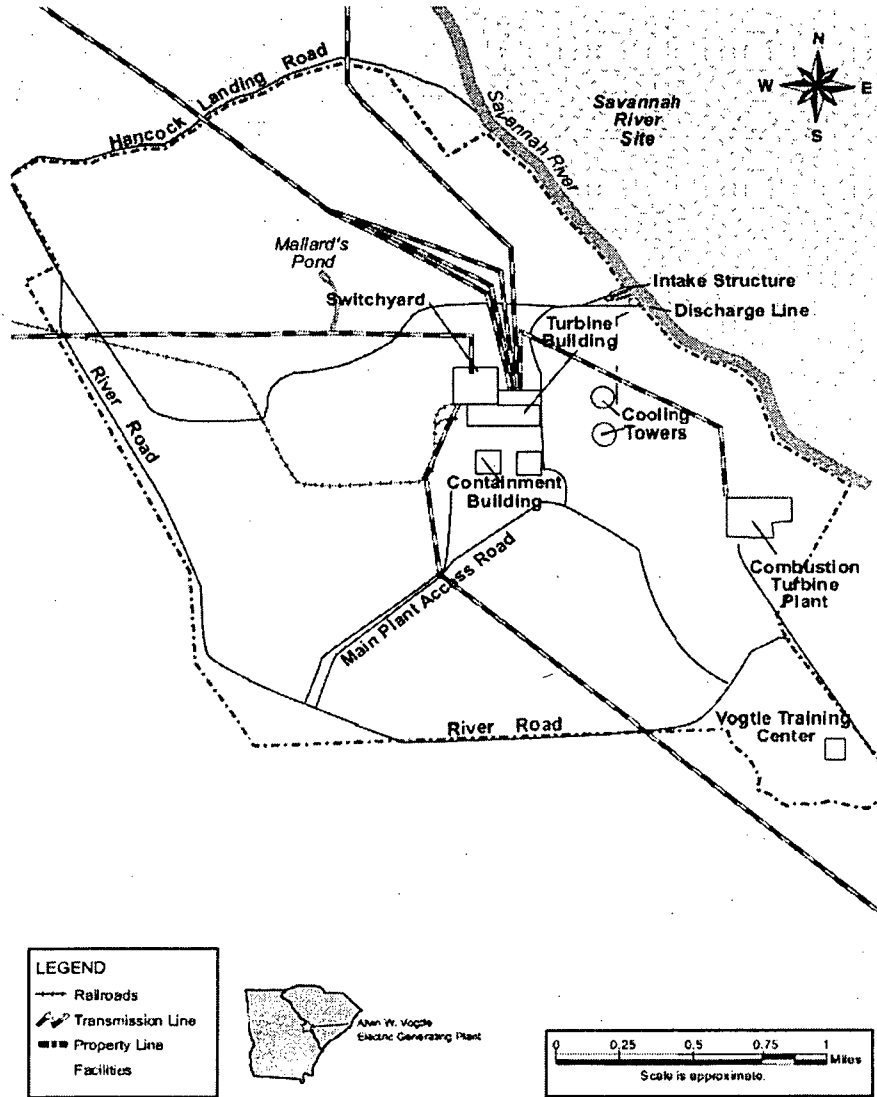 N
W E
S
Hancock Landing Road
Savannah River
Savannah
River
Site
Mallard's
Pond
Switchyard
Intake Structure
Discharge Line
Turbine
Building
Cooling
Towers
River Road
Containment
Building
Combustion
Turbine
Plant
Main Plant Access Road
River Road
Vogtle Training
Center
LEGEND
Railroads
Transmission Line
Property Line
Facilities
Alvin W. Vogtle
Electric Generating Plant
0 0.25 0.5 0.75 1
Miles
Scale is approximate.